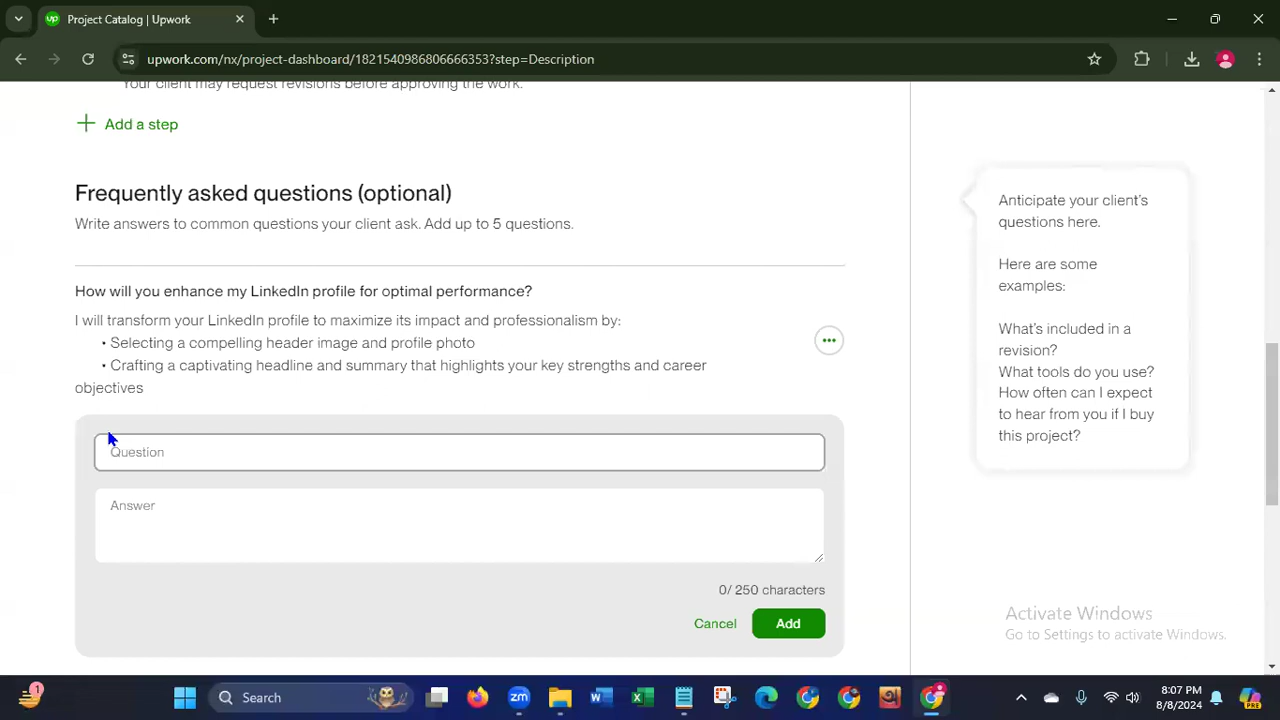 Project Catalog | Upwork
upwork.com/nx/project-dashboard/1821540986806666353?step=Description
Your client may request revisions before approving the work.
Add a step
Frequently asked questions (optional)
Write answers to common questions your client ask. Add up to 5 questions.
How will you enhance my LinkedIn profile for optimal performance?
I will transform your LinkedIn profile to maximize its impact and professionalism by:
• Selecting a compelling header image and profile photo
• Crafting a captivating headline and summary that highlights your key strengths and career
objectives
Question
Answer
0/ 250 characters
Cancel
Add
Anticipate your client's
questions here.
Here are some
examples:
What's included in a
revision?
What tools do you use?
How often can I expect
to hear from you if I buy
this project?
Activate Windows
Go to Settings to activate Windows.
1
Search
zm
8:07 PM
8/8/2024
PRE